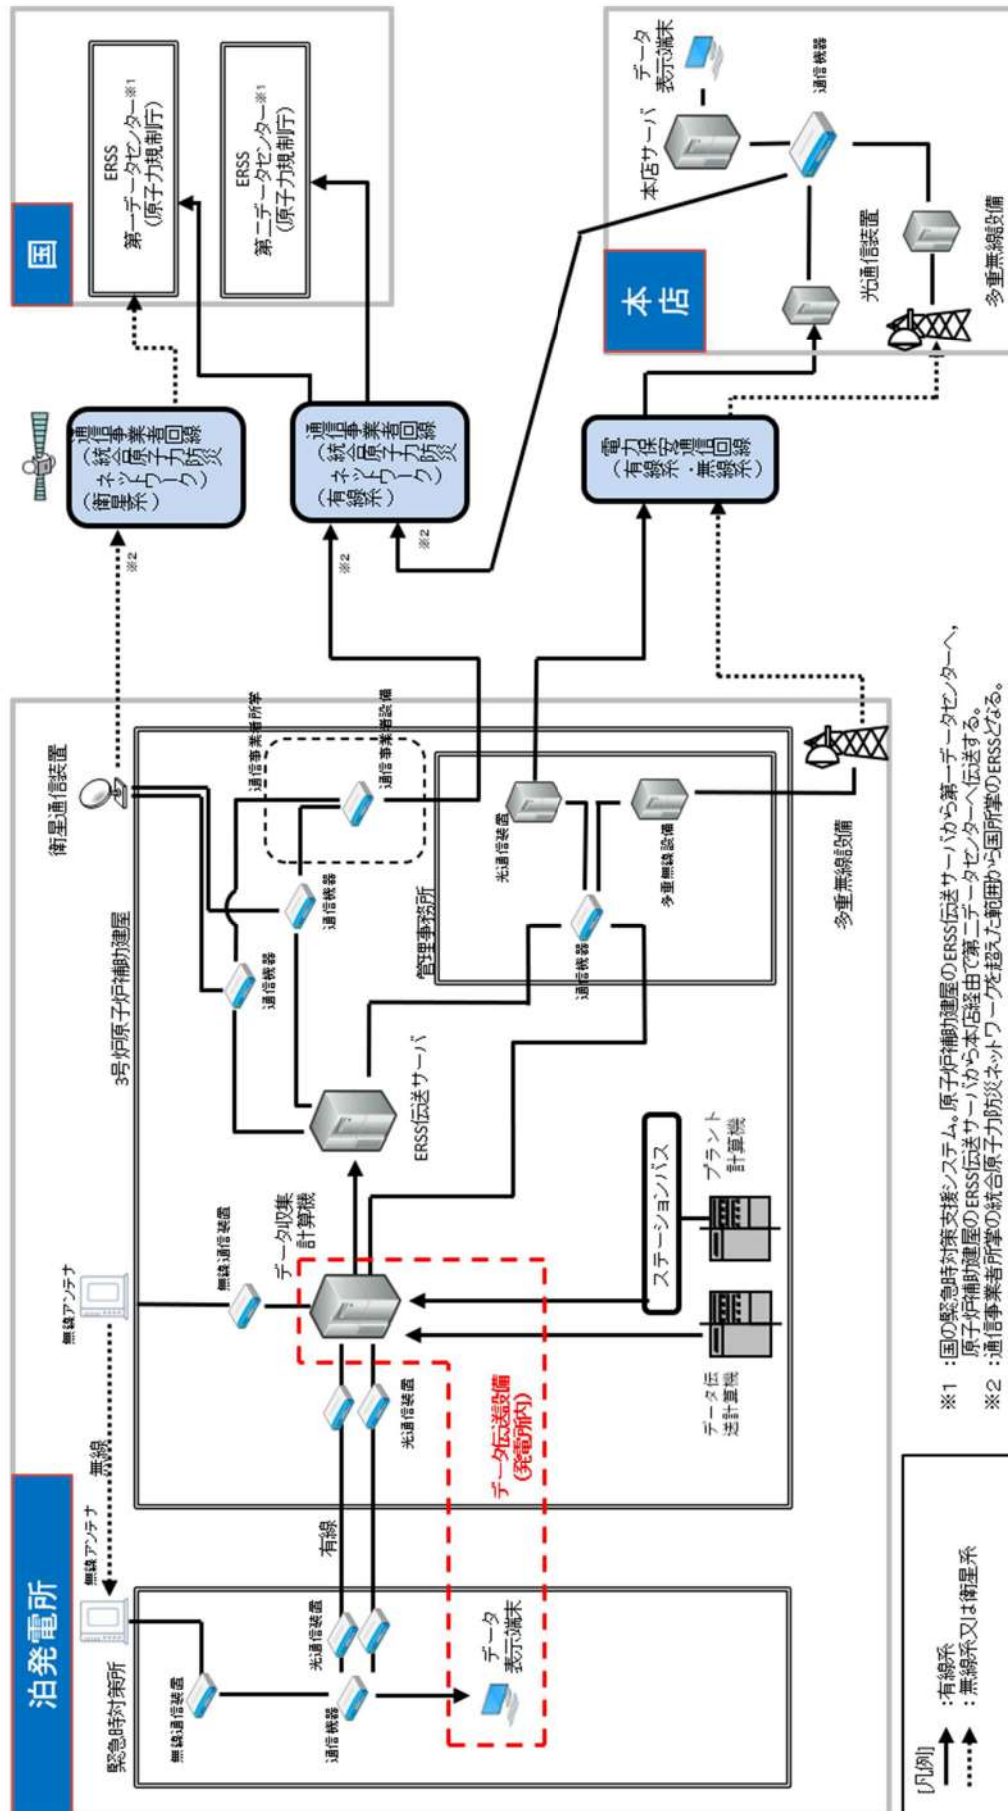 泊発電所
緊急時対策所
無線アンテナ
無線
無線アンテナ
無線通信装置
通信機器
光通信装置
データ
表示端末
有線
データ伝送設備
(発電所内)
3号炉原子炉補助建屋
無線通信装置
データ収集
計算機
光通信装置
データ伝
送計算機
プラント
計算機
ステーションバス
ERSS伝送サーバ
通信機器
通信機器
衛星通信装置
通信事業者所掌
通信事業者設備
管理事務所
通信機器
光通信装置
多重無線設備
多重無線設備
※2
※2
※2
通信事業者回線
(統合原子力防災
ネットワーク)
(衛星系)
通信事業者回線
(統合原子力防災
ネットワーク)
(有線系)
電力保安通信回線
(有線系・無線系)
国
ERSS
第一データセンター※1
(原子力規制庁)
ERSS
第二データセンター※1
(原子力規制庁)
本店
本店サーバ
データ
表示端末
通信機器
光通信装置
多重無線設備
[凡例]
:有線系
:無線系又は衛星系
※1 :国の緊急時対策支援システム。原子炉補助建屋のERSS伝送サーバから第一データセンターへ,
原子炉補助建屋のERSS伝送サーバから本店経由で第二データセンターへ伝送する。
※2 :通信事業者所掌の統合原子力防災ネットワークを超えた範囲から国所掌のERSSとなる。